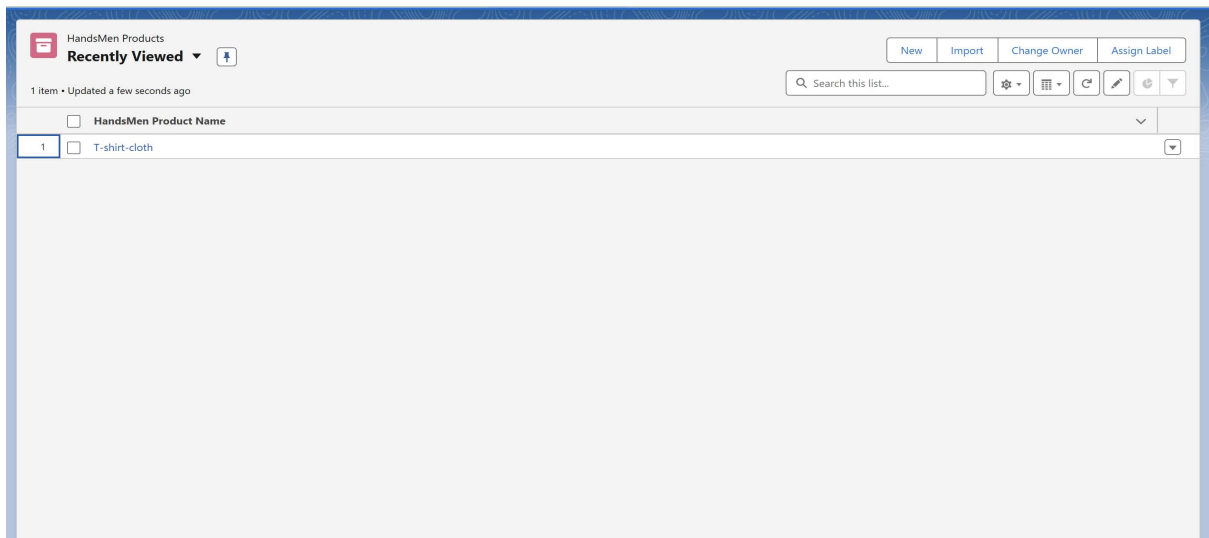 HandsMen Products
Recently Viewed
New Import Change Owner Assign Label
1 item • Updated a few seconds ago
Search this list...
HandsMen Product Name
1 T-shirt-cloth